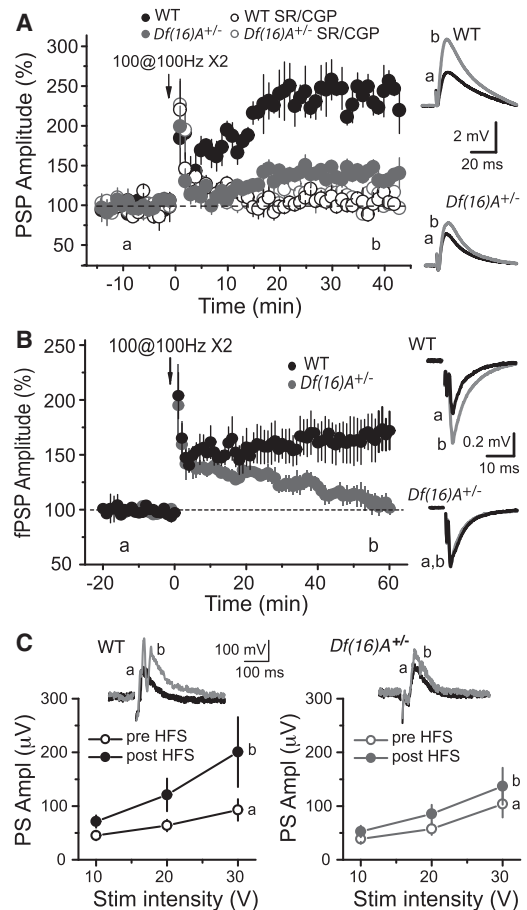 A
WT
WT SR/CGP
Df(16)A+/-
Df(16)A+/- SR/CGP
100@100Hz X2
PSP Amplitude (%)
300
250
200
150
100
50
a
b
-10
0
10
20
30
40
Time (min)
WT
b
a
2 mV
20 ms
Df(16)A+/-
b
a
B
100@100Hz X2
WT
Df(16)A+/-
fPSP Amplitude (%)
250
200
150
100
50
a
b
-20
0
20
40
60
Time (min)
WT
a
b
0.2 mV
10 ms
Df(16)A+/-
a,b
C
WT
a
b
100 mV
100 ms
PS Ampl (µV)
300
200
100
0
pre HFS
post HFS
b
a
10
20
30
Stim intensity (V)
Df(16)A+/-
a
b
PS Ampl (µV)
300
200
100
0
pre HFS
post HFS
b
a
10
20
30
Stim intensity (V)